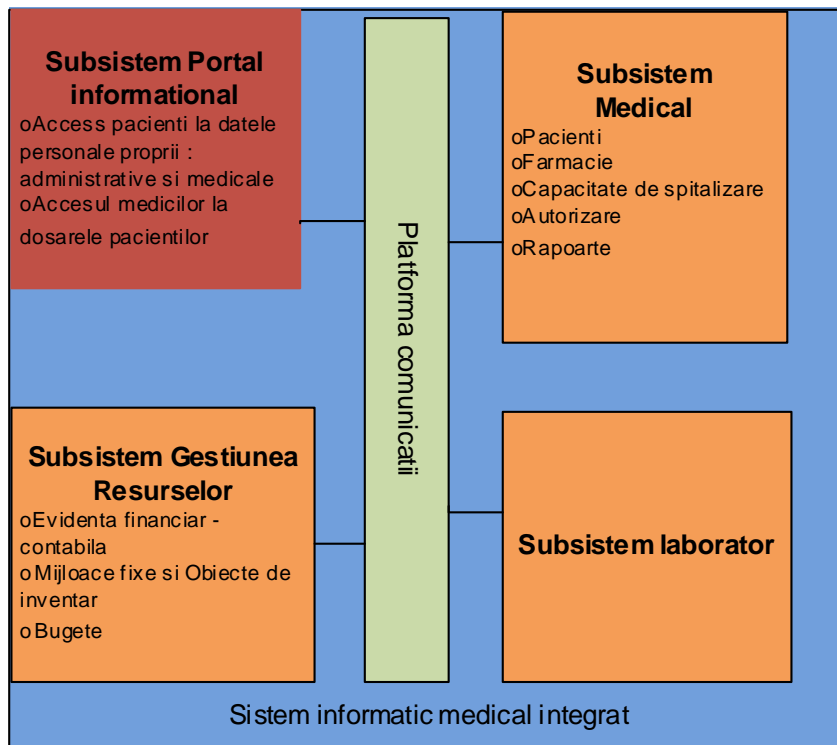 Subsistem Portal
informational
oAccess pacienti la datele
personale proprii :
administrative si medicale
oAccesul medicilor la
dosarele pacientilor
Platforma comunicatii
Subsistem
Medical
oPacienti
oFarmacie
oCapacitate de spitalizare
oAutorizare
oRapoarte
Subsistem Gestiunea
Resurselor
oEvidenta financiar -
contabila
oMijloace fixe si Obiecte de
inventar
oBugete
Subsistem laborator
Sistem informatic medical integrat